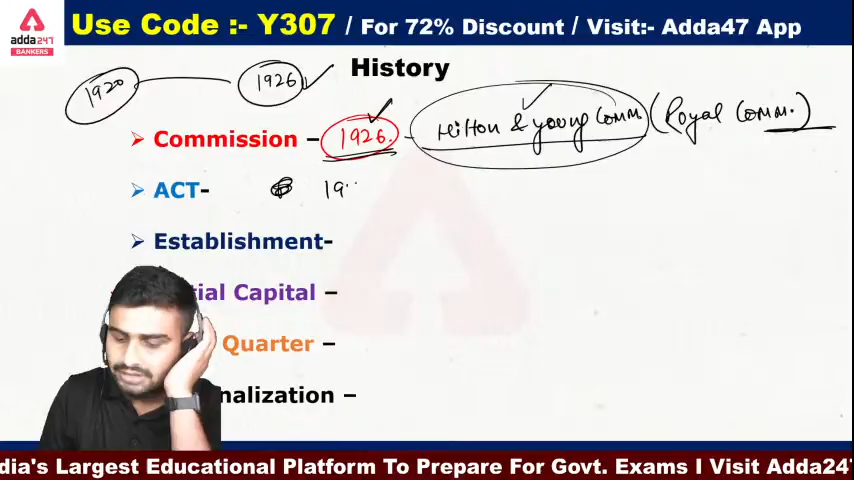 adda247
BANKERS
Use Code :- Y307 / For 72% Discount / Visit:- Adda47 App
1920
1926
History
➢ Commission – 1926. - Hilton & young Comm. (Royal Comm.)
➢ ACT- 19
➢ Establishment-
tial Capital –
Quarter –
nalization –
dia's Largest Educational Platform To Prepare For Govt. Exams I Visit Adda24